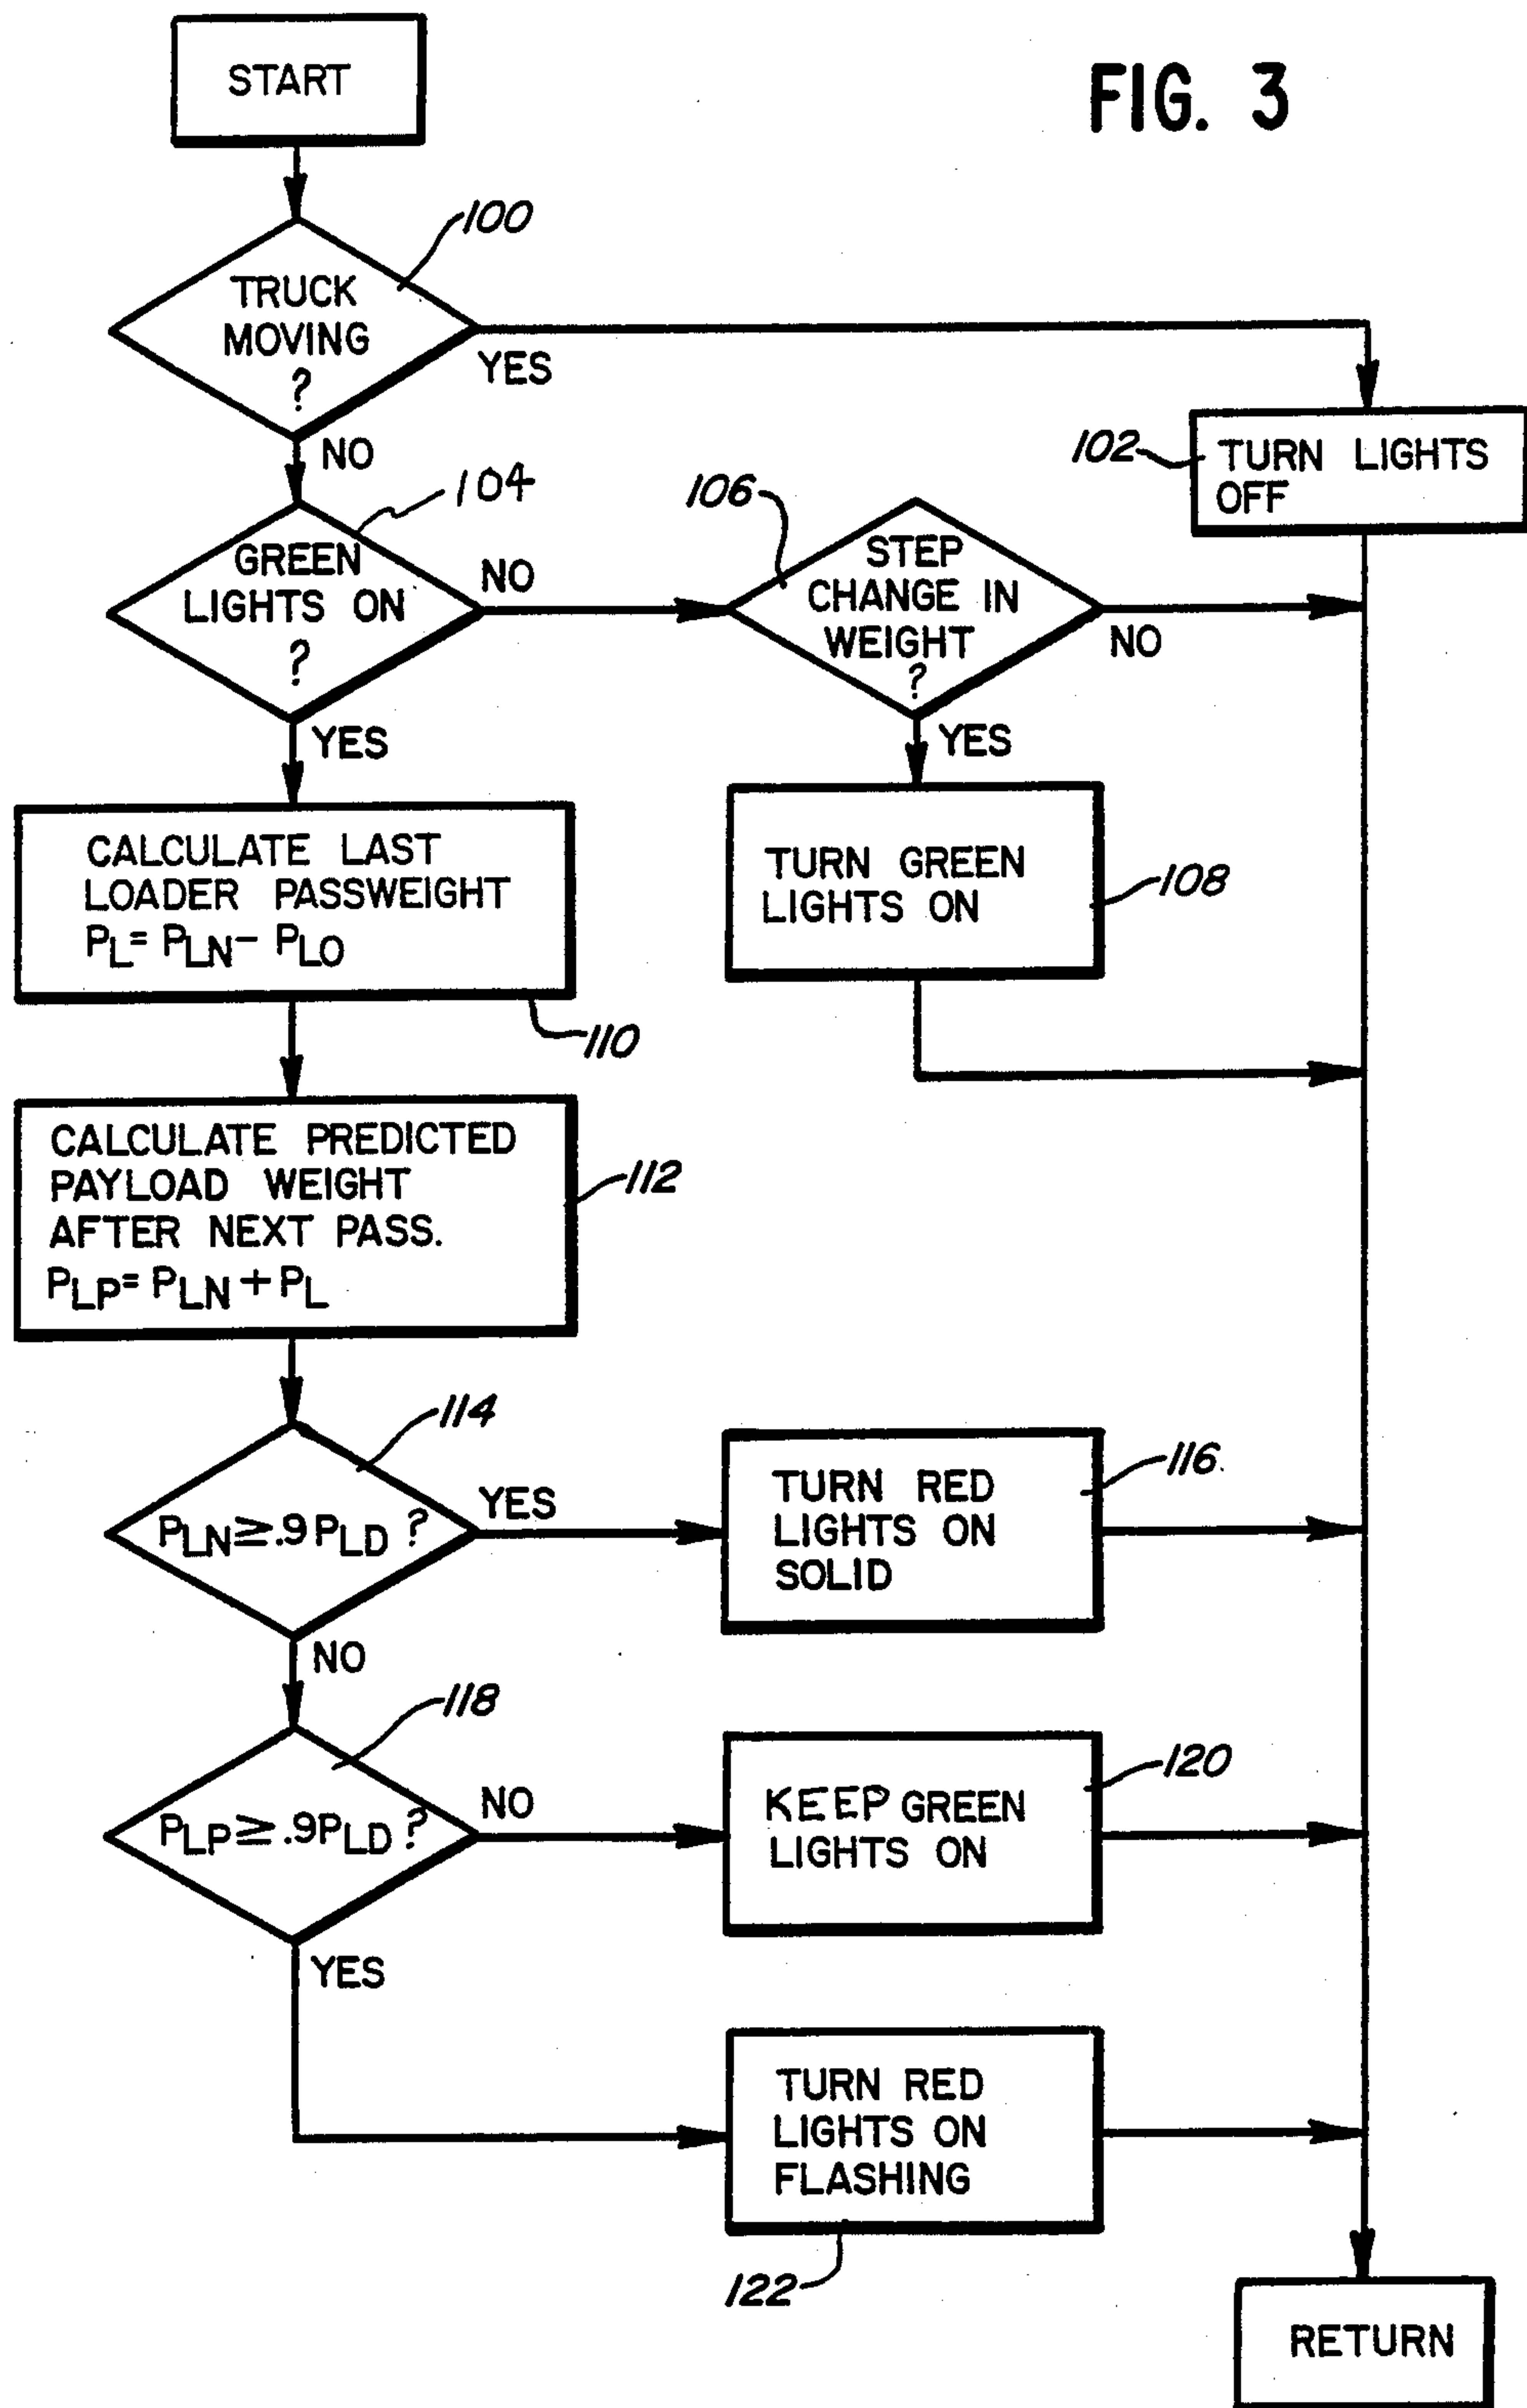 FIG. 3
START
100
TRUCK
MOVING
?
YES
NO
102
TURN LIGHTS
OFF
104
GREEN
LIGHTS ON
?
NO
YES
106
STEP
CHANGE IN
WEIGHT
?
NO
YES
CALCULATE LAST
LOADER PASSWEIGHT
PL= PLN- PLO
110
TURN GREEN
LIGHTS ON
108
CALCULATE PREDICTED
PAYLOAD WEIGHT
AFTER NEXT PASS.
PLP= PLN + PL
112
114
PLN≥.9PLD ?
YES
NO
TURN RED
LIGHTS ON
SOLID
116
118
PLP≥.9PLD ?
NO
YES
KEEP GREEN
LIGHTS ON
120
TURN RED
LIGHTS ON
FLASHING
122
RETURN